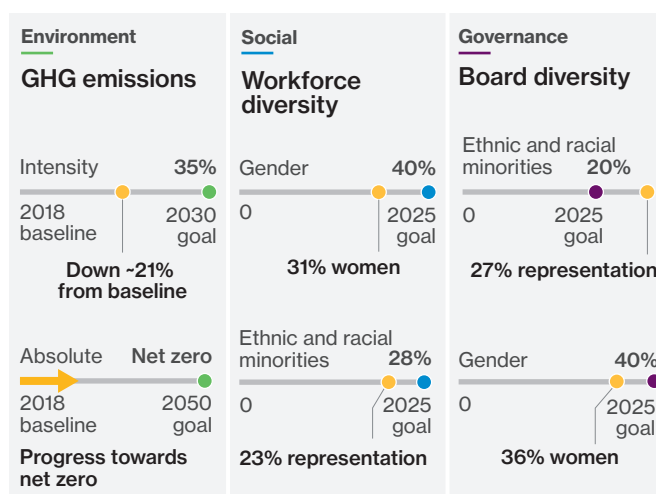 Environment
GHG emissions
Intensity 35%
2018 baseline
2030 goal
Down ~21%
from baseline
Absolute Net zero
2018 baseline
2050 goal
Progress towards
net zero
Social
Workforce
diversity
Gender 40%
0
2025 goal
31% women
Ethnic and racial
minorities 28%
0
2025 goal
23% representation
Governance
Board diversity
Ethnic and racial
minorities 20%
0
2025 goal
27% representation
Gender 40%
0
2025 goal
36% women